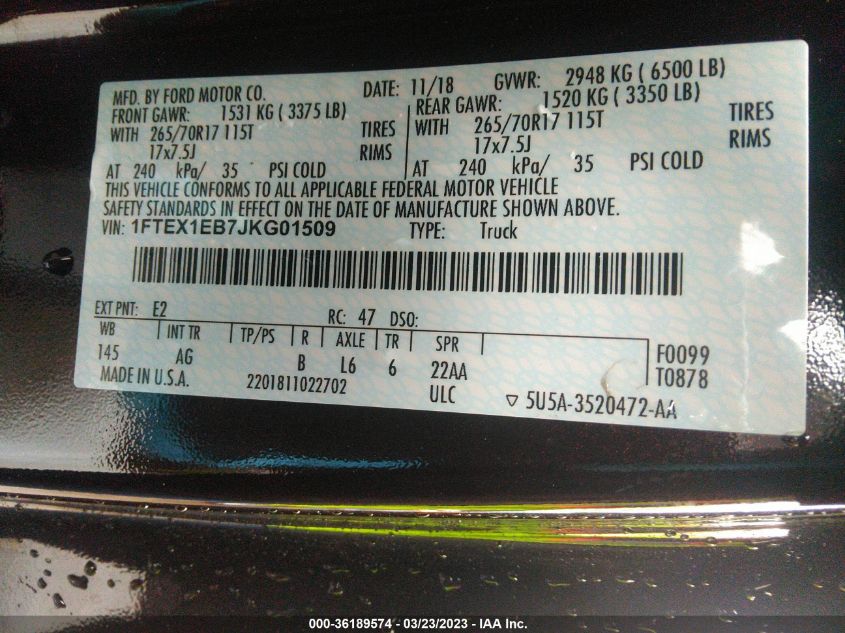 MFD. BY FORD MOTOR CO. DATE: 11/18 GVWR: 2948 KG ( 6500 LB)
FRONT GAWR: 1531 KG ( 3375 LB) REAR GAWR: 1520 KG ( 3350 LB)
WITH 265/70R17 115T TIRES WITH 265/70R17 115T TIRES
17x7.5J RIMS 17x7.5J RIMS
AT 240 kPa/ 35 PSI COLD AT 240 kPa/ 35 PSI COLD
THIS VEHICLE CONFORMS TO ALL APPLICABLE FEDERAL MOTOR VEHICLE
SAFETY STANDARDS IN EFFECT ON THE DATE OF MANUFACTURE SHOWN ABOVE.
VIN: 1FTEX1EB7JKG01509 TYPE: Truck
EXT PNT: E2 RC: 47 DSO:
WB INT TR TP/PS R AXLE TR SPR
145 AG B L6 6 22AA F0099
MADE IN U.S.A. 2201811022702 ULC T0878
▽ 5U5A-3520472-AA
000-36189574 - 03/23/2023 - IAA Inc.